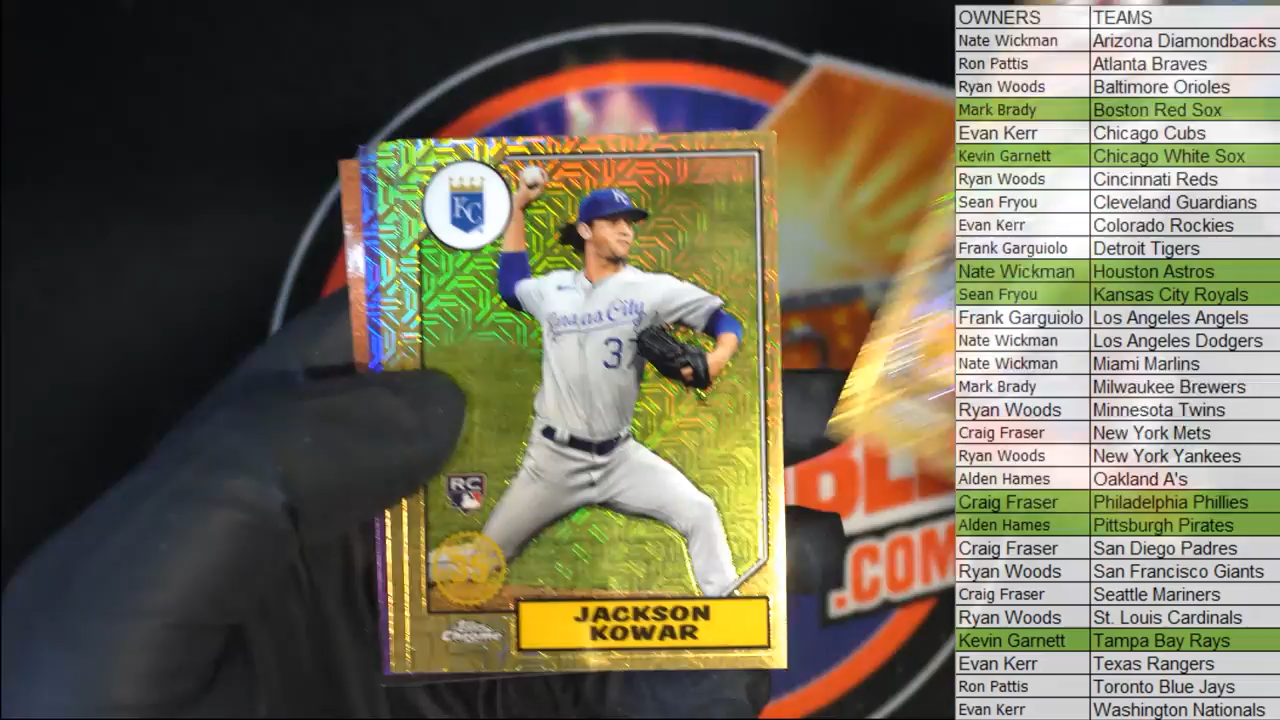 KC
Kansas City
37
RC
35
Topps
Chrome
JACKSON
KOWAR
.COM
OWNERS TEAMS
Nate Wickman Arizona Diamondbacks
Ron Pattis Atlanta Braves
Ryan Woods Baltimore Orioles
Mark Brady Boston Red Sox
Evan Kerr Chicago Cubs
Kevin Garnett Chicago White Sox
Ryan Woods Cincinnati Reds
Sean Fryou Cleveland Guardians
Evan Kerr Colorado Rockies
Frank Garguiolo Detroit Tigers
Nate Wickman Houston Astros
Sean Fryou Kansas City Royals
Frank Garguiolo Los Angeles Angels
Nate Wickman Los Angeles Dodgers
Nate Wickman Miami Marlins
Mark Brady Milwaukee Brewers
Ryan Woods Minnesota Twins
Craig Fraser New York Mets
Ryan Woods New York Yankees
Alden Hames Oakland A's
Craig Fraser Philadelphia Phillies
Alden Hames Pittsburgh Pirates
Craig Fraser San Diego Padres
Ryan Woods San Francisco Giants
Craig Fraser Seattle Mariners
Ryan Woods St. Louis Cardinals
Kevin Garnett Tampa Bay Rays
Evan Kerr Texas Rangers
Ron Pattis Toronto Blue Jays
Evan Kerr Washington Nationals